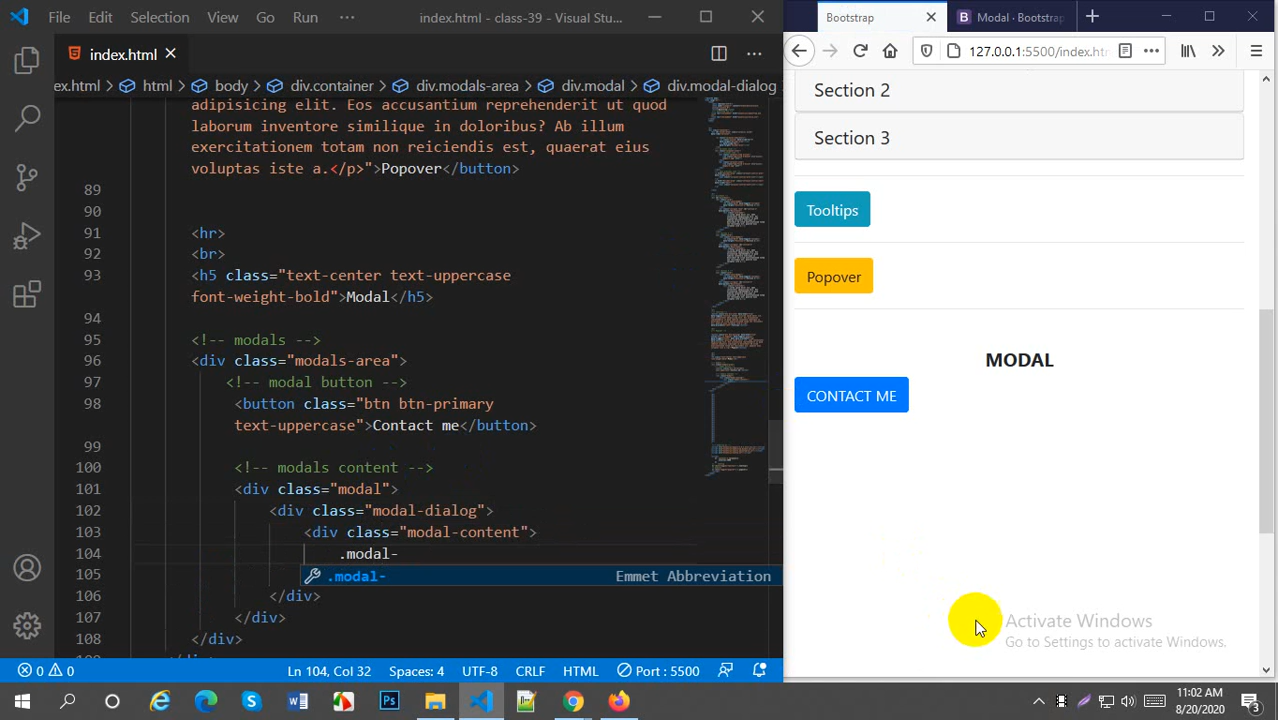 File Edit Selection View Go Run ··· index.html - class-39 - Visual Stu...
index.html
ex.html > html > body > div.container > div.modals-area > div.modal > div.modal-dialog
adipisicing elit. Eos accusantium reprehenderit ut quod
laborum inventore similique in doloribus? Ab illum
exercitationem totam non reiciendis est, quaerat eius
voluptas iste a.</p>">Popover</button>
89
90
91 <hr>
92 <br>
93 <h5 class="text-center text-uppercase
font-weight-bold">Modal</h5>
94
95 <!-- modals -->
96 <div class="modals-area">
97 <!-- modal button -->
98 <button class="btn btn-primary
text-uppercase">Contact me</button>
99
100 <!-- modals content -->
101 <div class="modal">
102 <div class="modal-dialog">
103 <div class="modal-content">
104 .modal-
.modal- Emmet Abbreviation
105
106 </div>
107 </div>
108 </div>
0 0 Ln 104, Col 32 Spaces: 4 UTF-8 CRLF HTML Port : 5500
Bootstrap Modal · Bootstrap
127.0.0.1:5500/index.htm
Section 2
Section 3
Tooltips
Popover
MODAL
CONTACT ME
Activate Windows
Go to Settings to activate Windows.
11:02 AM
8/20/2020
3